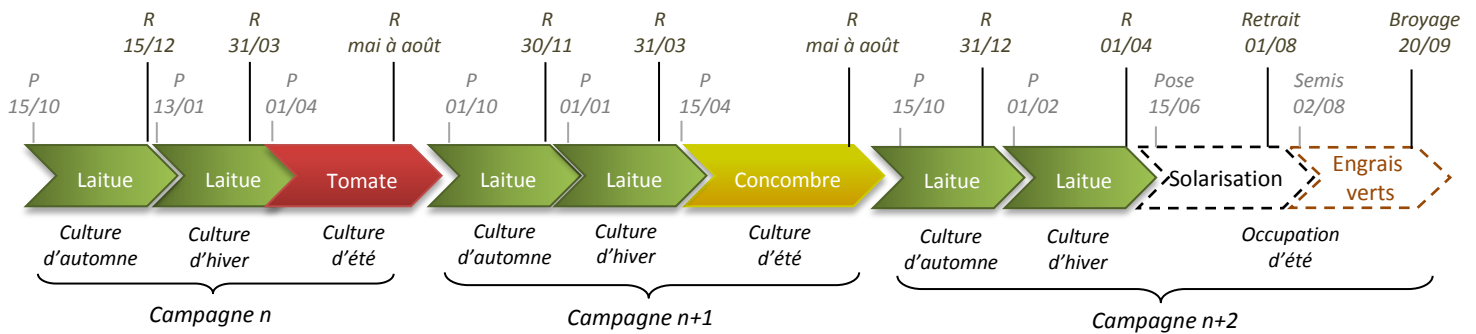 R
15/12
R
31/03
R
mai à août
R
30/11
R
31/03
R
mai à août
R
31/12
R
01/04
Retrait
01/08
Broyage
20/09
P
15/10
P
13/01
P
01/04
P
01/10
P
01/01
P
15/04
P
15/10
P
01/02
Pose
15/06
Semis
02/08
Laitue
Laitue
Tomate
Laitue
Laitue
Concombre
Laitue
Laitue
Solarisation
Engrais
verts
Culture
d'automne
Culture
d'hiver
Culture
d'été
Culture
d'automne
Culture
d'hiver
Culture
d'été
Culture
d'automne
Culture
d'hiver
Occupation
d'été
Campagne n
Campagne n+1
Campagne n+2